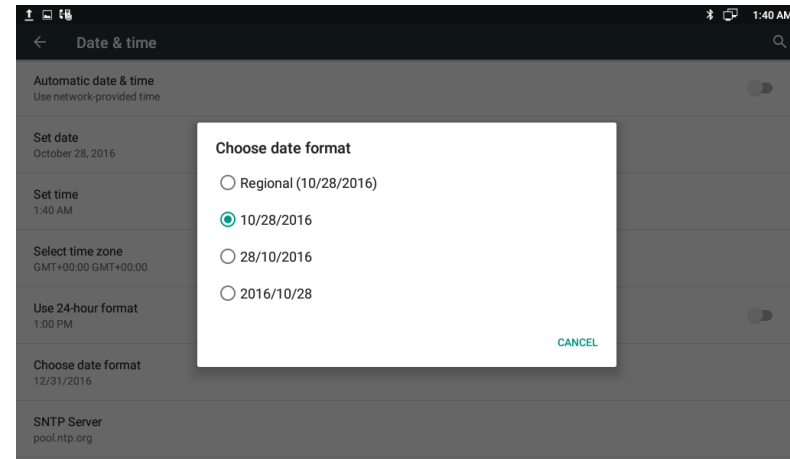 1:40 AM
Date & time
Automatic date & time
Use network-provided time
Set date
October 28, 2016
Set time
1:40 AM
Select time zone
GMT+00:00 GMT+00:00
Use 24-hour format
1:00 PM
Choose date format
12/31/2016
SNTP Server
pool.ntp.org
Choose date format
Regional (10/28/2016)
10/28/2016
28/10/2016
2016/10/28
CANCEL